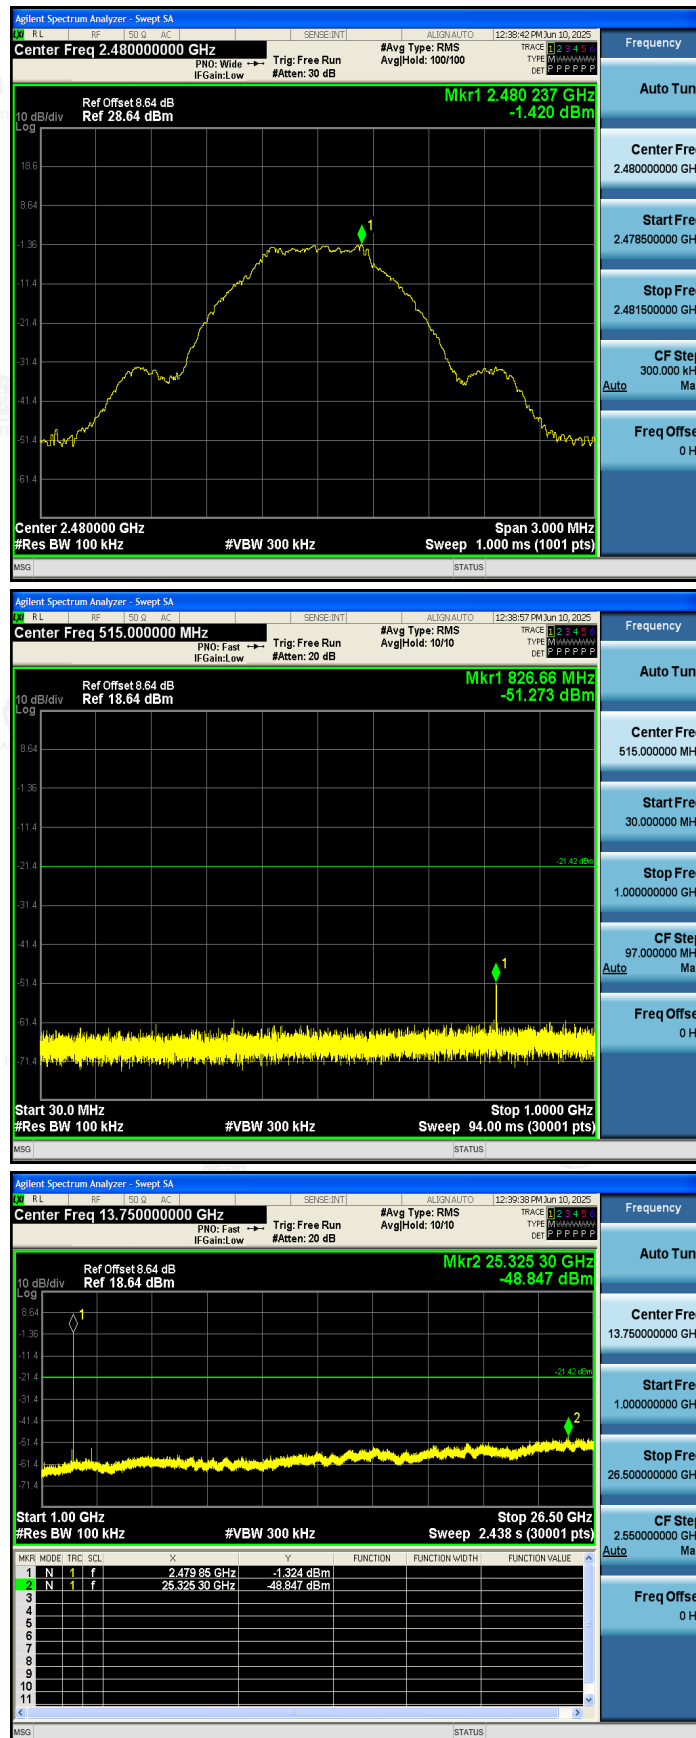 Agilent Spectrum Analyzer - Swept SA
LXI RL RF 50 Ω AC SENSE:INT ALIGNAUTO 12:38:42 PM Jun 10, 2025
Center Freq 2.480000000 GHz
PNO: Wide
IFGain:Low
Trig: Free Run
#Atten: 30 dB
#Avg Type: RMS
Avg|Hold: 100/100
TRACE 1 2 3 4 5 6
TYPE M
DET P P P P P P
Frequency
Auto Tun
Center Fre
2.480000000 GH
Start Fre
2.478500000 GH
Stop Fre
2.481500000 GH
CF Step
300.000 kH
Auto Ma
Freq Offse
0 H
Mkr1 2.480 237 GHz
-1.420 dBm
Ref Offset 8.64 dB
10 dB/div Ref 28.64 dBm
Log
18.6
8.64
-1.36
-11.4
-21.4
-31.4
-41.4
-51.4
-61.4
1
Center 2.480000 GHz Span 3.000 MHz
#Res BW 100 kHz #VBW 300 kHz Sweep 1.000 ms (1001 pts)
MSG STATUS
Agilent Spectrum Analyzer - Swept SA
LXI RL RF 50 Ω AC SENSE:INT ALIGNAUTO 12:38:57 PM Jun 10, 2025
Center Freq 515.000000 MHz
PNO: Fast
IFGain:Low
Trig: Free Run
#Atten: 20 dB
#Avg Type: RMS
Avg|Hold: 10/10
TRACE 1 2 3 4 5 6
TYPE M
DET P P P P P P
Frequency
Auto Tun
Center Fre
515.000000 MH
Start Fre
30.000000 MH
Stop Fre
1.000000000 GH
CF Step
97.000000 MH
Auto Ma
Freq Offse
0 H
Mkr1 826.66 MHz
-51.273 dBm
Ref Offset 8.64 dB
10 dB/div Ref 18.64 dBm
Log
8.64
-1.36
-11.4
-21.4
-31.4
-41.4
-51.4
-61.4
-71.4
-21.42 dBm
1
Start 30.0 MHz Stop 1.0000 GHz
#Res BW 100 kHz #VBW 300 kHz Sweep 94.00 ms (30001 pts)
MSG STATUS
Agilent Spectrum Analyzer - Swept SA
LXI RL RF 50 Ω AC SENSE:INT ALIGNAUTO 12:39:38 PM Jun 10, 2025
Center Freq 13.750000000 GHz
PNO: Fast
IFGain:Low
Trig: Free Run
#Atten: 20 dB
#Avg Type: RMS
Avg|Hold: 10/10
TRACE 1 2 3 4 5 6
TYPE M
DET P P P P P P
Frequency
Auto Tun
Center Fre
13.750000000 GH
Start Fre
1.000000000 GH
Stop Fre
26.500000000 GH
CF Step
2.550000000 GH
Auto Ma
Freq Offse
0 H
Mkr2 25.325 30 GHz
-48.847 dBm
Ref Offset 8.64 dB
10 dB/div Ref 18.64 dBm
Log
8.64
-1.36
-11.4
-21.4
-31.4
-41.4
-51.4
-61.4
-71.4
1
-21.42 dBm
2
Start 1.00 GHz Stop 26.50 GHz
#Res BW 100 kHz #VBW 300 kHz Sweep 2.438 s (30001 pts)
MKR MODE TRC SCL X Y FUNCTION FUNCTION WIDTH FUNCTION VALUE
1 N 1 f 2.479 85 GHz -1.324 dBm
2 N 1 f 25.325 30 GHz -48.847 dBm
3
4
5
6
7
8
9
10
11
MSG STATUS